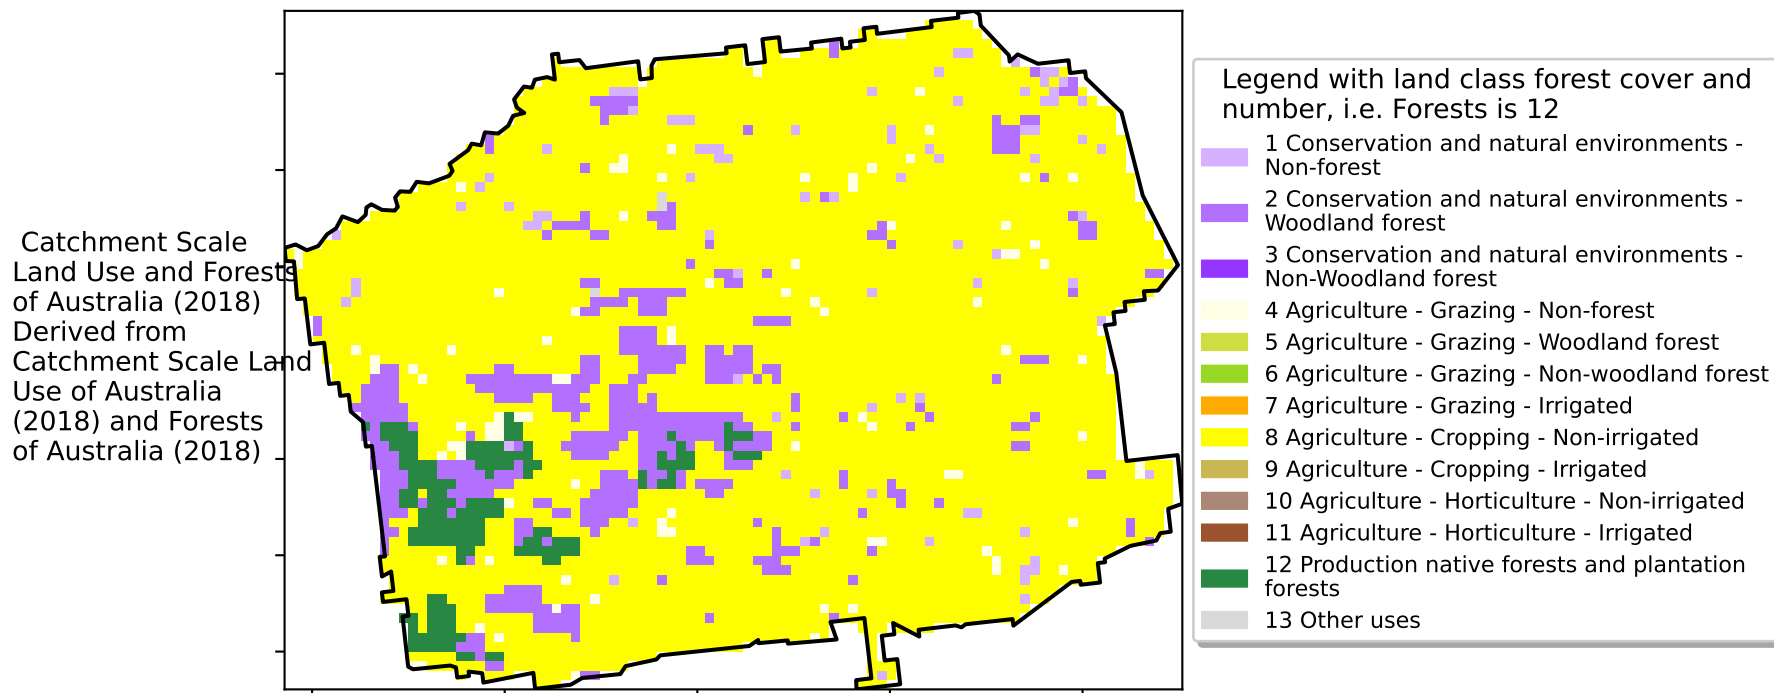 Catchment Scale
Land Use and Forests
of Australia (2018)
Derived from
Catchment Scale Land
Use of Australia
(2018) and Forests
of Australia (2018)
Legend with land class forest cover and
number, i.e. Forests is 12
1 Conservation and natural environments -
Non-forest
2 Conservation and natural environments -
Woodland forest
3 Conservation and natural environments -
Non-Woodland forest
4 Agriculture - Grazing - Non-forest
5 Agriculture - Grazing - Woodland forest
6 Agriculture - Grazing - Non-woodland forest
7 Agriculture - Grazing - Irrigated
8 Agriculture - Cropping - Non-irrigated
9 Agriculture - Cropping - Irrigated
10 Agriculture - Horticulture - Non-irrigated
11 Agriculture - Horticulture - Irrigated
12 Production native forests and plantation
forests
13 Other uses